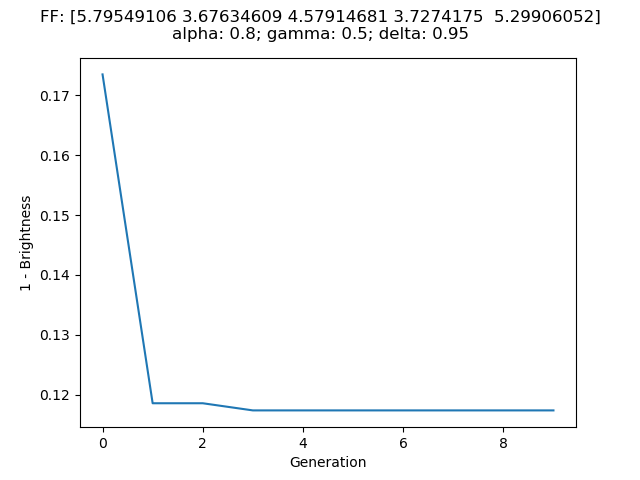 FF: [5.79549106 3.67634609 4.57914681 3.7274175  5.29906052]
alpha: 0.8; gamma: 0.5; delta: 0.95
0.17
0.16
0.15
0.14
0.13
0.12
1 - Brightness
0 2 4 6 8
Generation